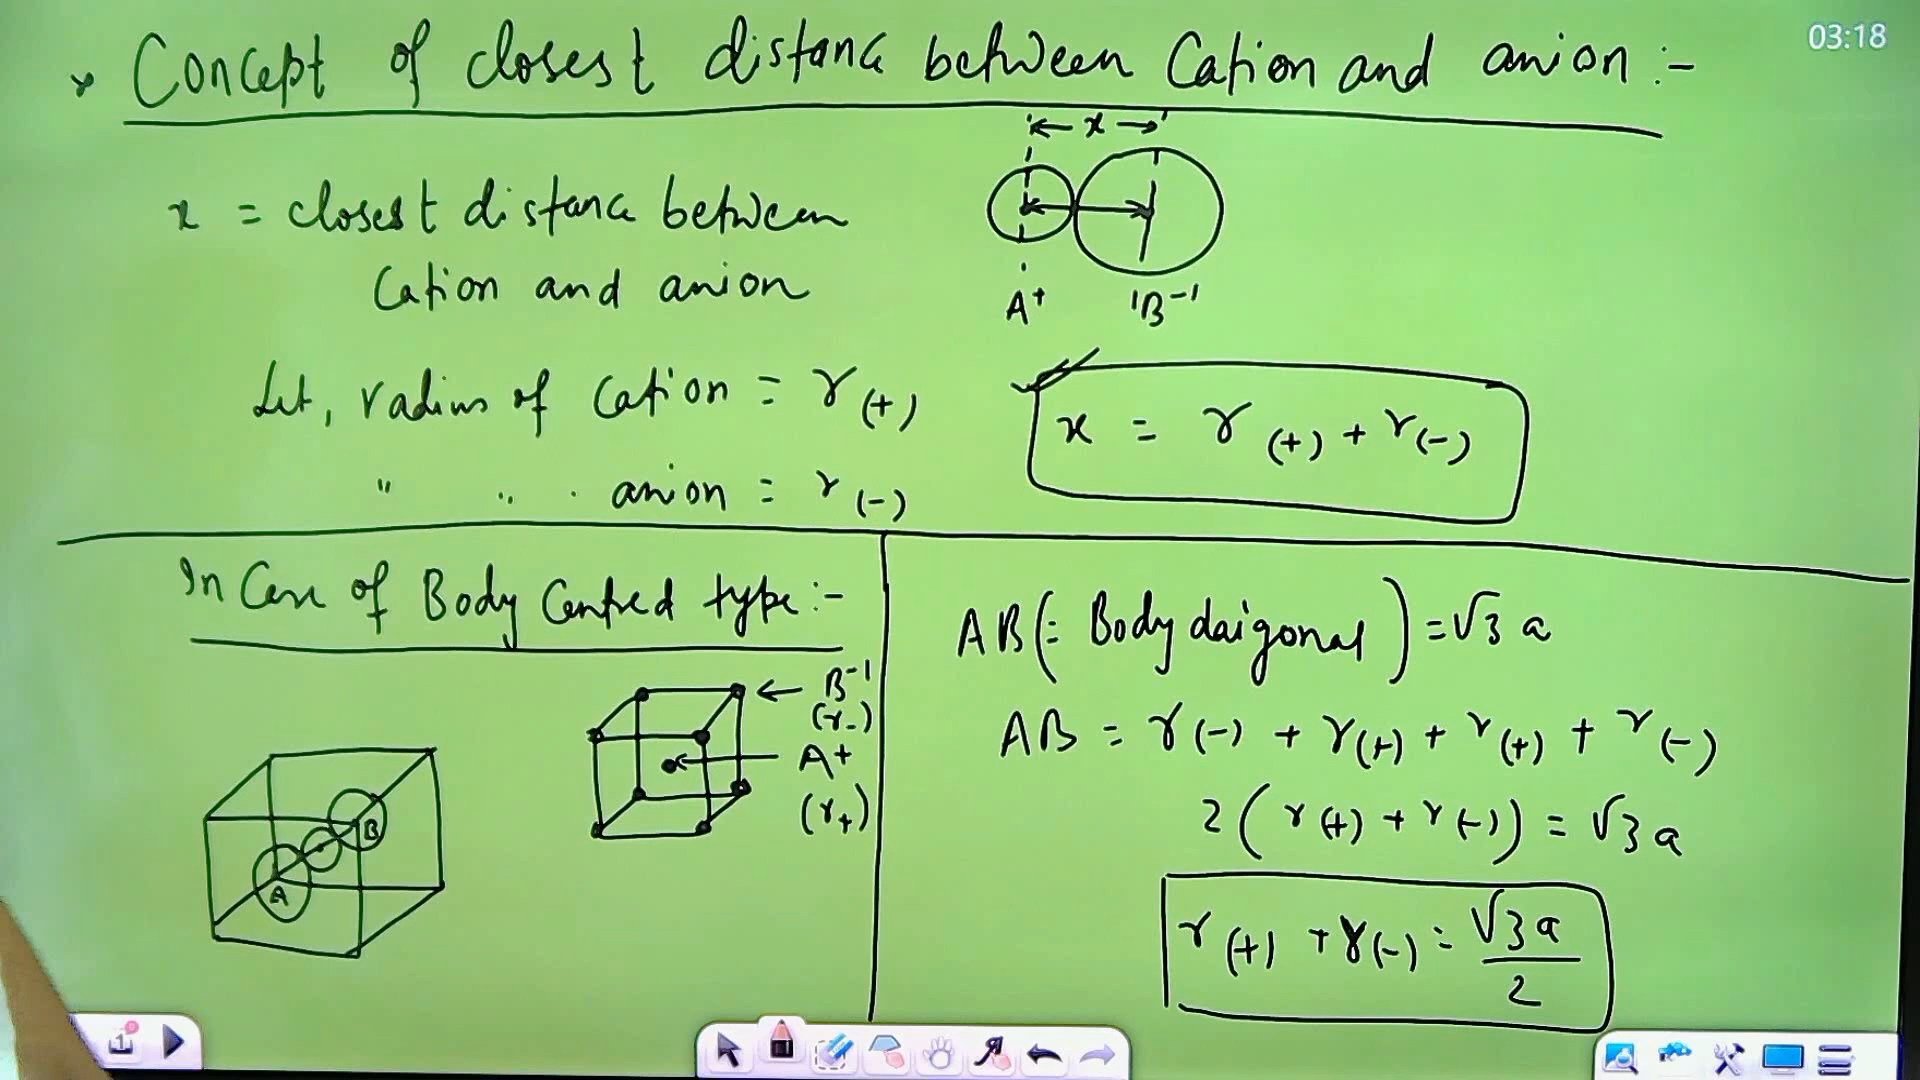 03:18
* Concept of closest distance between Cation and anion :-
← x →
x = closest distance between
Cation and anion
A+ B-1
Let, radius of cation = r(+)
x = r(+) + r(-)
" " . anion = r(-)
In Case of Body Centred type:-
B-1
(r-)
A+
(r+)
B
A
AB(= Body daigonal) = √3 a
AB = r(-) + r(+) + r(+) + r(-)
2(r(+) + r(-)) = √3 a
r(+) + r(-) = √3 a / 2
1